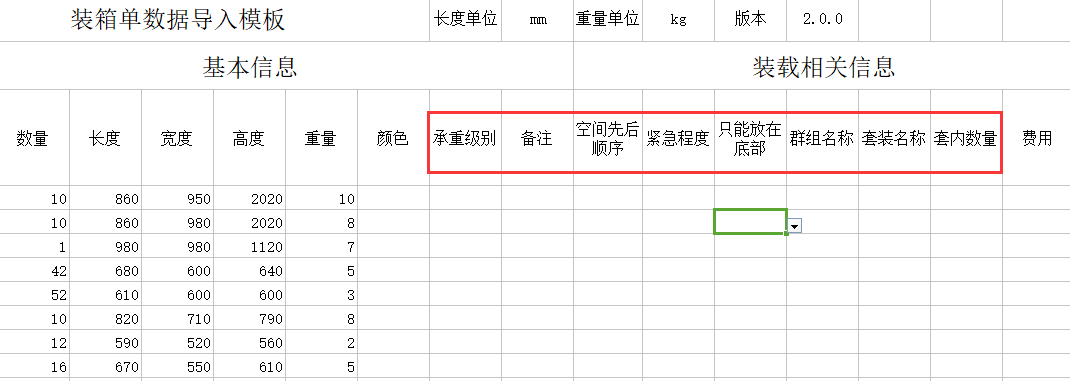 装箱单数据导入模板 长度单位 mm 重量单位 kg 版本 2.0.0
基本信息 装载相关信息
数量 长度 宽度 高度 重量 颜色 承重级别 备注 空间先后顺序 紧急程度 只能放在底部 群组名称 套装名称 套内数量 费用
10 860 950 2020 10
10 860 980 2020 8
1 980 980 1120 7
42 680 600 640 5
52 610 600 600 3
10 820 710 790 8
12 590 520 560 2
16 670 550 610 5